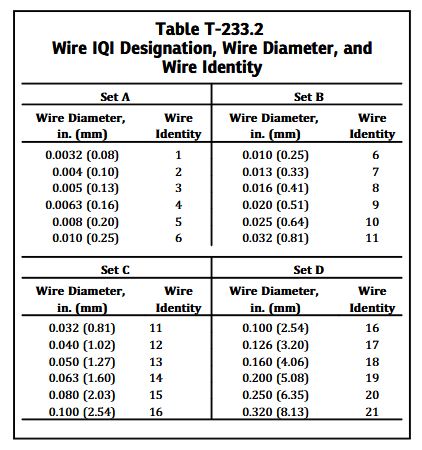 Table T-233.2
Wire IQI Designation, Wire Diameter, and
Wire Identity
Set A Set B
Wire Diameter, Wire Wire Diameter, Wire
in. (mm) Identity in. (mm) Identity
0.0032 (0.08) 1 0.010 (0.25) 6
0.004 (0.10) 2 0.013 (0.33) 7
0.005 (0.13) 3 0.016 (0.41) 8
0.0063 (0.16) 4 0.020 (0.51) 9
0.008 (0.20) 5 0.025 (0.64) 10
0.010 (0.25) 6 0.032 (0.81) 11
Set C Set D
Wire Diameter, Wire Wire Diameter, Wire
in. (mm) Identity in. (mm) Identity
0.032 (0.81) 11 0.100 (2.54) 16
0.040 (1.02) 12 0.126 (3.20) 17
0.050 (1.27) 13 0.160 (4.06) 18
0.063 (1.60) 14 0.200 (5.08) 19
0.080 (2.03) 15 0.250 (6.35) 20
0.100 (2.54) 16 0.320 (8.13) 21